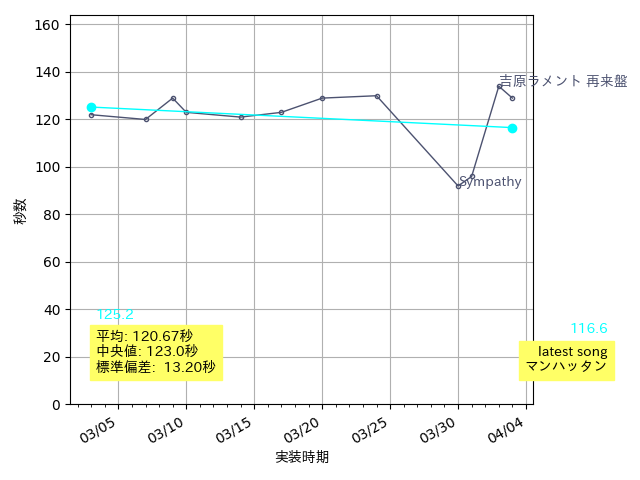 160
140
120
100
80
60
40
20
0
秒数
吉原ラメント 再来盤
Sympathy
125.2
平均: 120.67秒
中央値: 123.0秒
標準偏差: 13.20秒
116.6
latest song
マンハッタン
03/05
03/10
03/15
03/20
03/25
03/30
04/04
実装時期